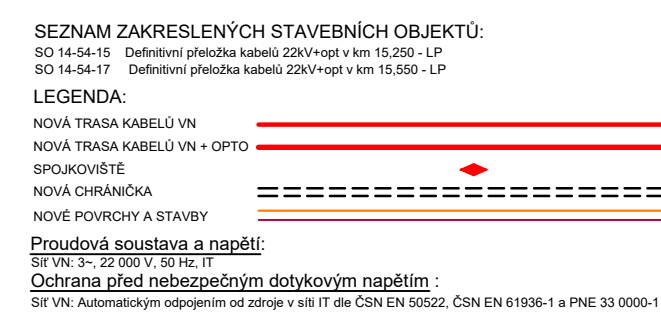 SEZNAM ZAKRESLENÝCH STAVEBNÍCH OBJEKTŮ:
SO 14-54-15 Definitivní přeložka kabelů 22kV+opt v km 15,250 - LP
SO 14-54-17 Definitivní přeložka kabelů 22kV+opt v km 15,550 - LP
LEGENDA:
NOVÁ TRASA KABELŮ VN
NOVÁ TRASA KABELŮ VN + OPTO
SPOJKOVIŠTĚ
NOVÁ CHRÁNIČKA
NOVÉ POVRCHY A STAVBY
Proudová soustava a napětí:
Síť VN: 3~, 22 000 V, 50 Hz, IT
Ochrana před nebezpečným dotykovým napětím :
Síť VN: Automatickým odpojením od zdroje v síti IT dle ČSN EN 50522, ČSN EN 61936-1 a PNE 33 0000-1